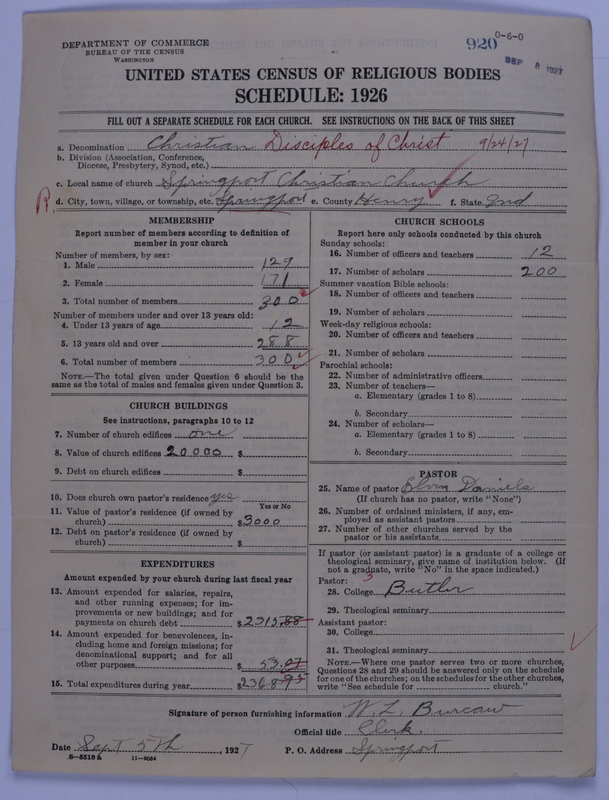 DEPARTMENT OF COMMERCE
BUREAU OF THE CENSUS
WASHINGTON
920 0-6-0
SEP 8 1927
UNITED STATES CENSUS OF RELIGIOUS BODIES
SCHEDULE: 1926
FILL OUT A SEPARATE SCHEDULE FOR EACH CHURCH. SEE INSTRUCTIONS ON THE BACK OF THIS SHEET
a. Denomination Christian Disciples of Christ 9/24/27
b. Division (Association, Conference,
Diocese, Presbytery, Synod, etc.)
c. Local name of church Springport Christian Church
d. City, town, village, or township, etc. Springport e. County Henry f. State Ind
MEMBERSHIP
Report number of members according to definition of
member in your church
Number of members, by sex:
1. Male 129
2. Female 171
3. Total number of members 300
Number of members under and over 13 years old:
4. Under 13 years of age 12
5. 13 years old and over 288
6. Total number of members 300
NOTE.—The total given under Question 6 should be
the same as the total of males and females given under Question 3.
CHURCH BUILDINGS
See instructions, paragraphs 10 to 12
7. Number of church edifices one
8. Value of church edifices 20000 $
9. Debt on church edifices $
10. Does church own pastor's residence yes
Yes or No
11. Value of pastor's residence (if owned by
church) $3000
12. Debt on pastor's residence (if owned by
church) $
EXPENDITURES
Amount expended by your church during last fiscal year
13. Amount expended for salaries, repairs,
and other running expenses; for im-
provements or new buildings; and for
payments on church debt $2315.88
14. Amount expended for benevolences, in-
cluding home and foreign missions; for
denominational support; and for all
other purposes $53.07
15. Total expenditures during year $2368.95
CHURCH SCHOOLS
Report here only schools conducted by this church
Sunday schools:
16. Number of officers and teachers 12
17. Number of scholars 200
Summer vacation Bible schools:
18. Number of officers and teachers
19. Number of scholars
Week-day religious schools:
20. Number of officers and teachers
21. Number of scholars
Parochial schools:
22. Number of administrative officers
23. Number of teachers—
a. Elementary (grades 1 to 8)
b. Secondary
24. Number of scholars—
a. Elementary (grades 1 to 8)
b. Secondary
PASTOR
25. Name of pastor Daniels
(If church has no pastor, write "None")
26. Number of ordained ministers, if any, em-
ployed as assistant pastors
27. Number of other churches served by the
pastor or his assistants
If pastor (or assistant pastor) is a graduate of a college or
theological seminary, give name of institution below. (If
not a graduate, write "No" in the space indicated.)
Pastor: 3
28. College Butler
29. Theological seminary
Assistant pastor:
30. College
31. Theological seminary
NOTE.—Where one pastor serves two or more churches,
Questions 28 and 29 should be answered only on the schedule
for one of the churches; on the schedules for the other churches,
write "See schedule for church."
Signature of person furnishing information W. L. Burcaw
Official title Clerk.
Date Sept 5th, 1927 P. O. Address Springport
8-5518a 11-9054